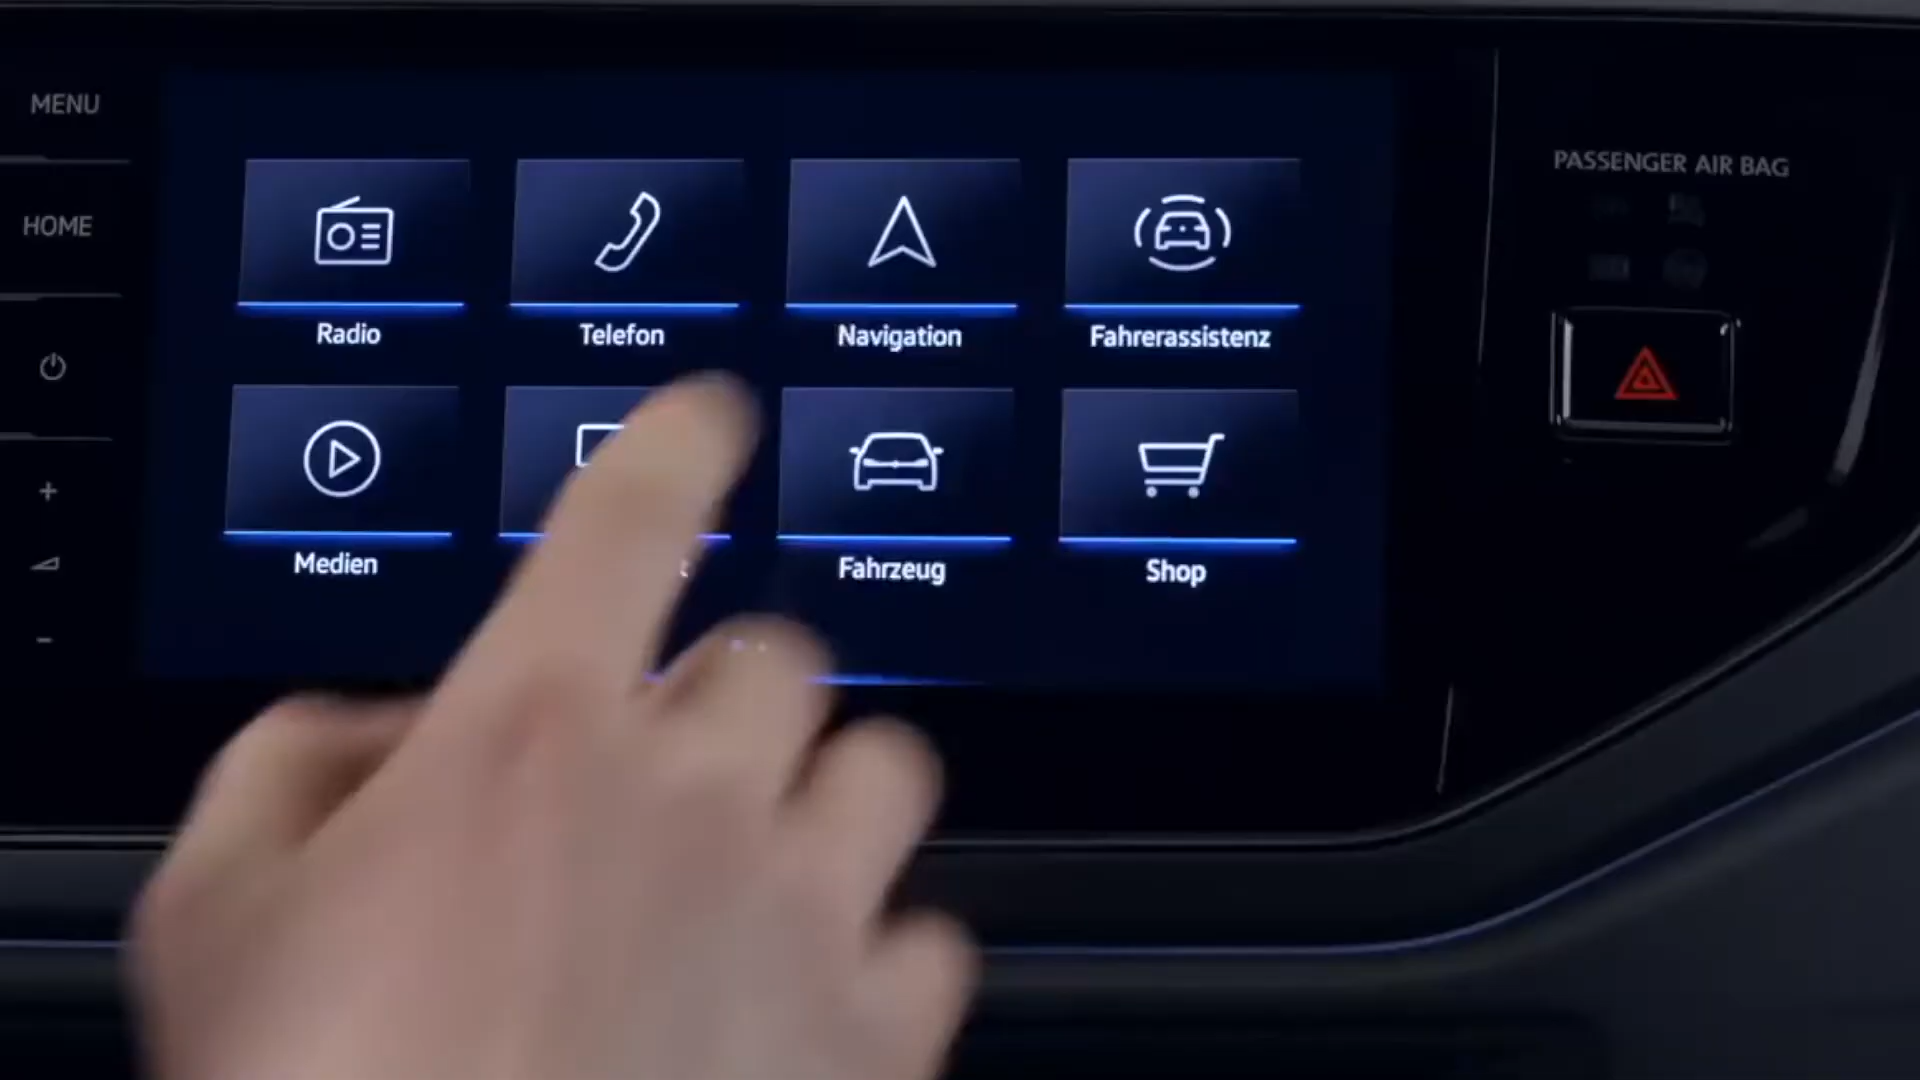 MENU
HOME
PASSENGER AIR BAG
Radio
Telefon
Navigation
Fahrerassistenz
Medien
Fahrzeug
Shop
+
-